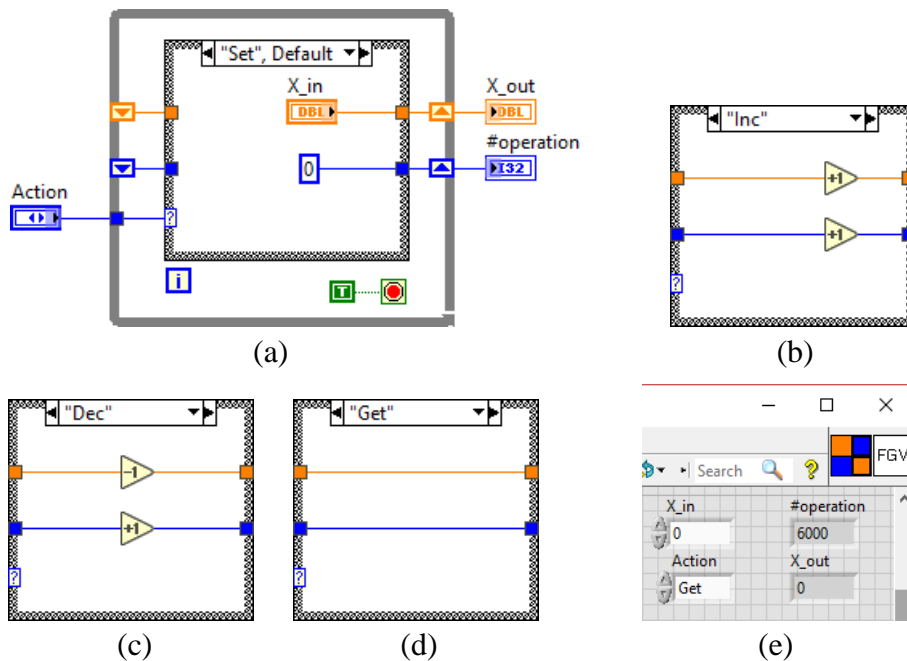 "Set", Default
X_in
DBL
X_out
DBL
#operation
I32
0
Action
?
i
T
(a)
"Inc"
+1
+1
?
(b)
"Dec"
-1
+1
?
(c)
"Get"
?
(d)
Search
?
FGV
X_in
#operation
0
6000
Action
X_out
Get
0
(e)